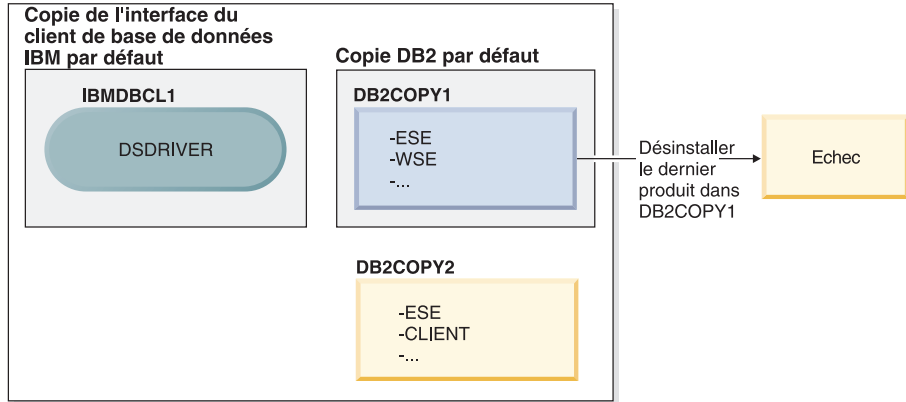 Copie de l'interface du
client de base de données
IBM par défaut
IBMDBCL1
DSDRIVER
Copie DB2 par défaut
DB2COPY1
-ESE
-WSE
-...
Désinstaller
le dernier
produit dans
DB2COPY1
Echec
DB2COPY2
-ESE
-CLIENT
-...